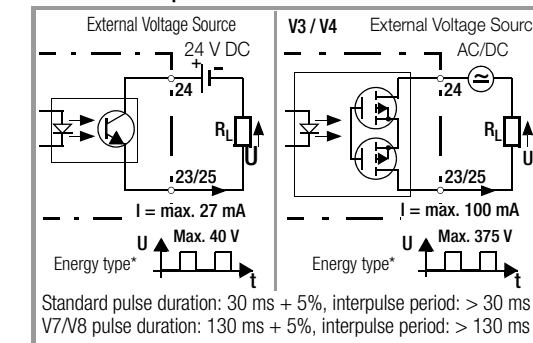 External Voltage Source
24 V DC
+
24
RL
U
23/25
I = max. 27 mA
U
Max. 40 V
Energy type*
t
V3 / V4
External Voltage Sourc
AC/DC
24
RL
U
23/25
I = max. 100 mA
U
Max. 375 V
Energy type*
t
Standard pulse duration: 30 ms + 5%, interpulse period: > 30 ms
V7/V8 pulse duration: 130 ms + 5%, interpulse period: > 130 ms